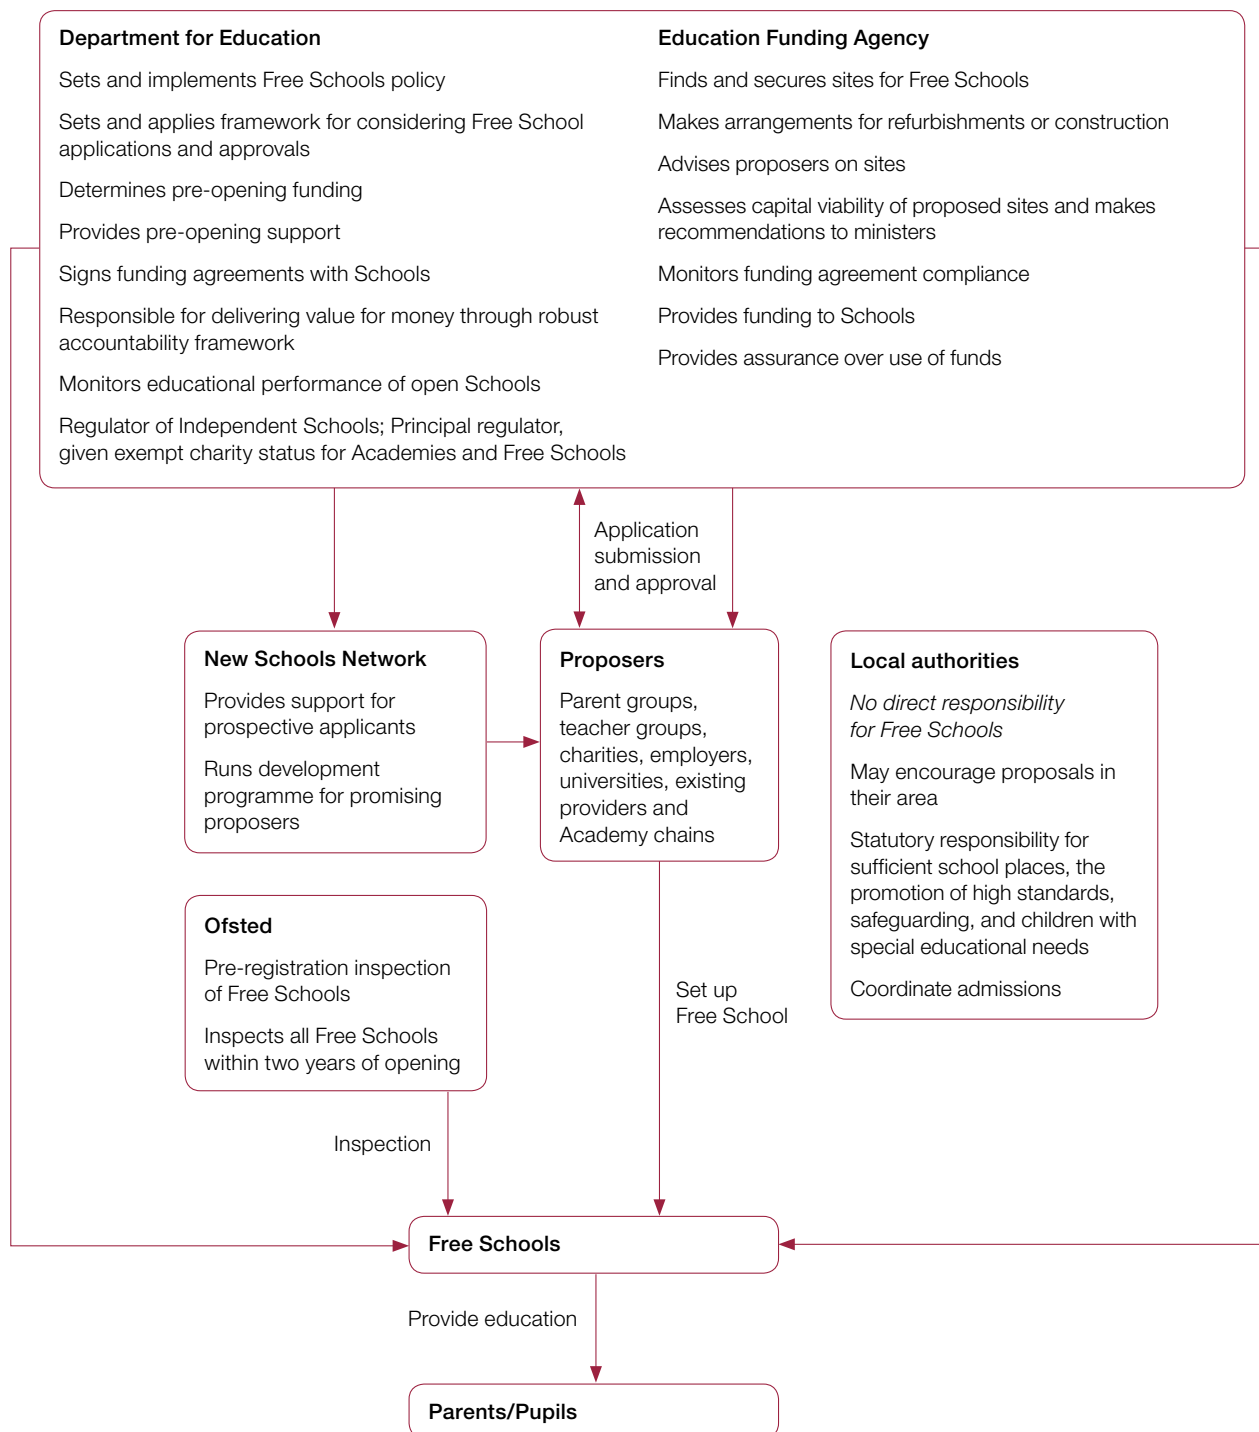 Department for Education
Sets and implements Free Schools policy
Sets and applies framework for considering Free School
applications and approvals
Determines pre-opening funding
Provides pre-opening support
Signs funding agreements with Schools
Responsible for delivering value for money through robust
accountability framework
Monitors educational performance of open Schools
Regulator of Independent Schools; Principal regulator,
given exempt charity status for Academies and Free Schools
Education Funding Agency
Finds and secures sites for Free Schools
Makes arrangements for refurbishments or construction
Advises proposers on sites
Assesses capital viability of proposed sites and makes
recommendations to ministers
Monitors funding agreement compliance
Provides funding to Schools
Provides assurance over use of funds
Application
submission
and approval
New Schools Network
Provides support for
prospective applicants
Runs development
programme for promising
proposers
Proposers
Parent groups,
teacher groups,
charities, employers,
universities, existing
providers and
Academy chains
Local authorities
No direct responsibility
for Free Schools
May encourage proposals in
their area
Statutory responsibility for
sufficient school places, the
promotion of high standards,
safeguarding, and children with
special educational needs
Coordinate admissions
Ofsted
Pre-registration inspection
of Free Schools
Inspects all Free Schools
within two years of opening
Set up
Free School
Inspection
Free Schools
Provide education
Parents/Pupils